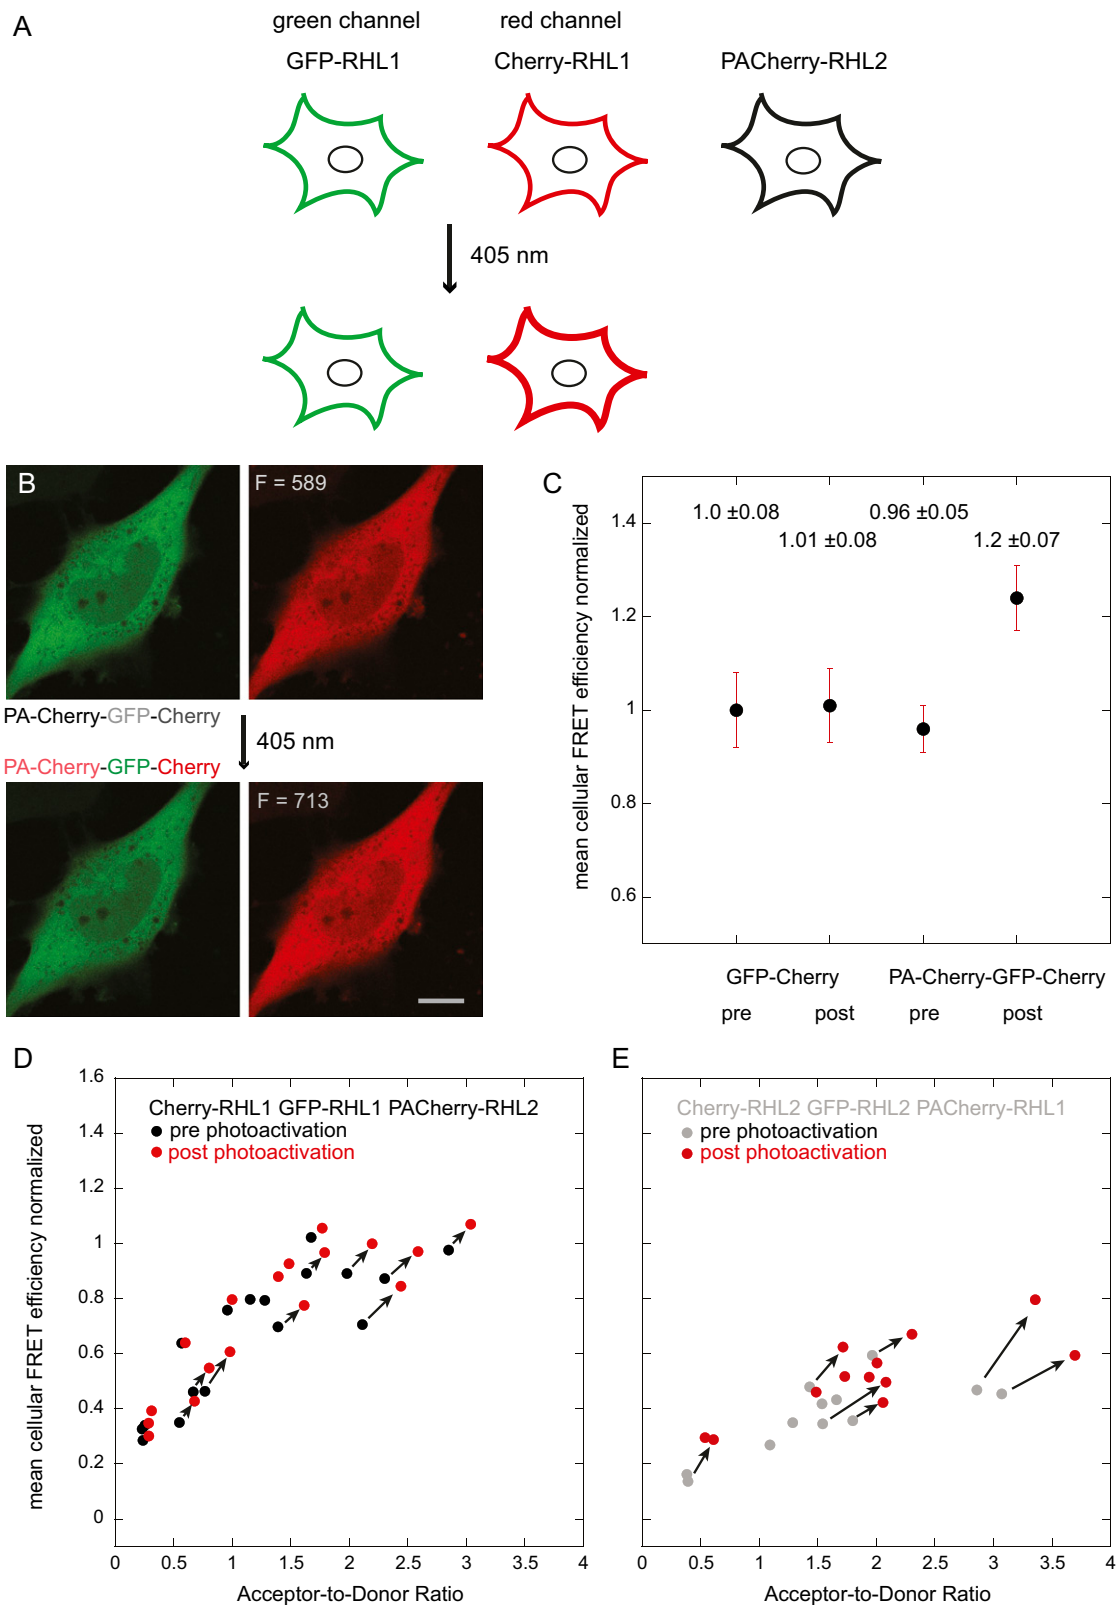 A
green channel
red channel
GFP-RHL1
Cherry-RHL1
PACherry-RHL2
405 nm
B
F = 589
PA-Cherry-GFP-Cherry
405 nm
PA-Cherry-GFP-Cherry
F = 713
C
mean cellular FRET efficiency normalized
1.4
1.2
1
0.8
0.6
1.0 ±0.08
0.96 ±0.05
1.01 ±0.08
1.2 ±0.07
GFP-Cherry
PA-Cherry-GFP-Cherry
pre
post
pre
post
D
mean cellular FRET efficiency normalized
1.6
1.4
1.2
1
0.8
0.6
0.4
0.2
0
Cherry-RHL1 GFP-RHL1 PACherry-RHL2
pre photoactivation
post photoactivation
0 0.5 1 1.5 2 2.5 3 3.5 4
Acceptor-to-Donor Ratio
E
Cherry-RHL2 GFP-RHL2 PACherry-RHL1
pre photoactivation
post photoactivation
0 0.5 1 1.5 2 2.5 3 3.5 4
Acceptor-to-Donor Ratio